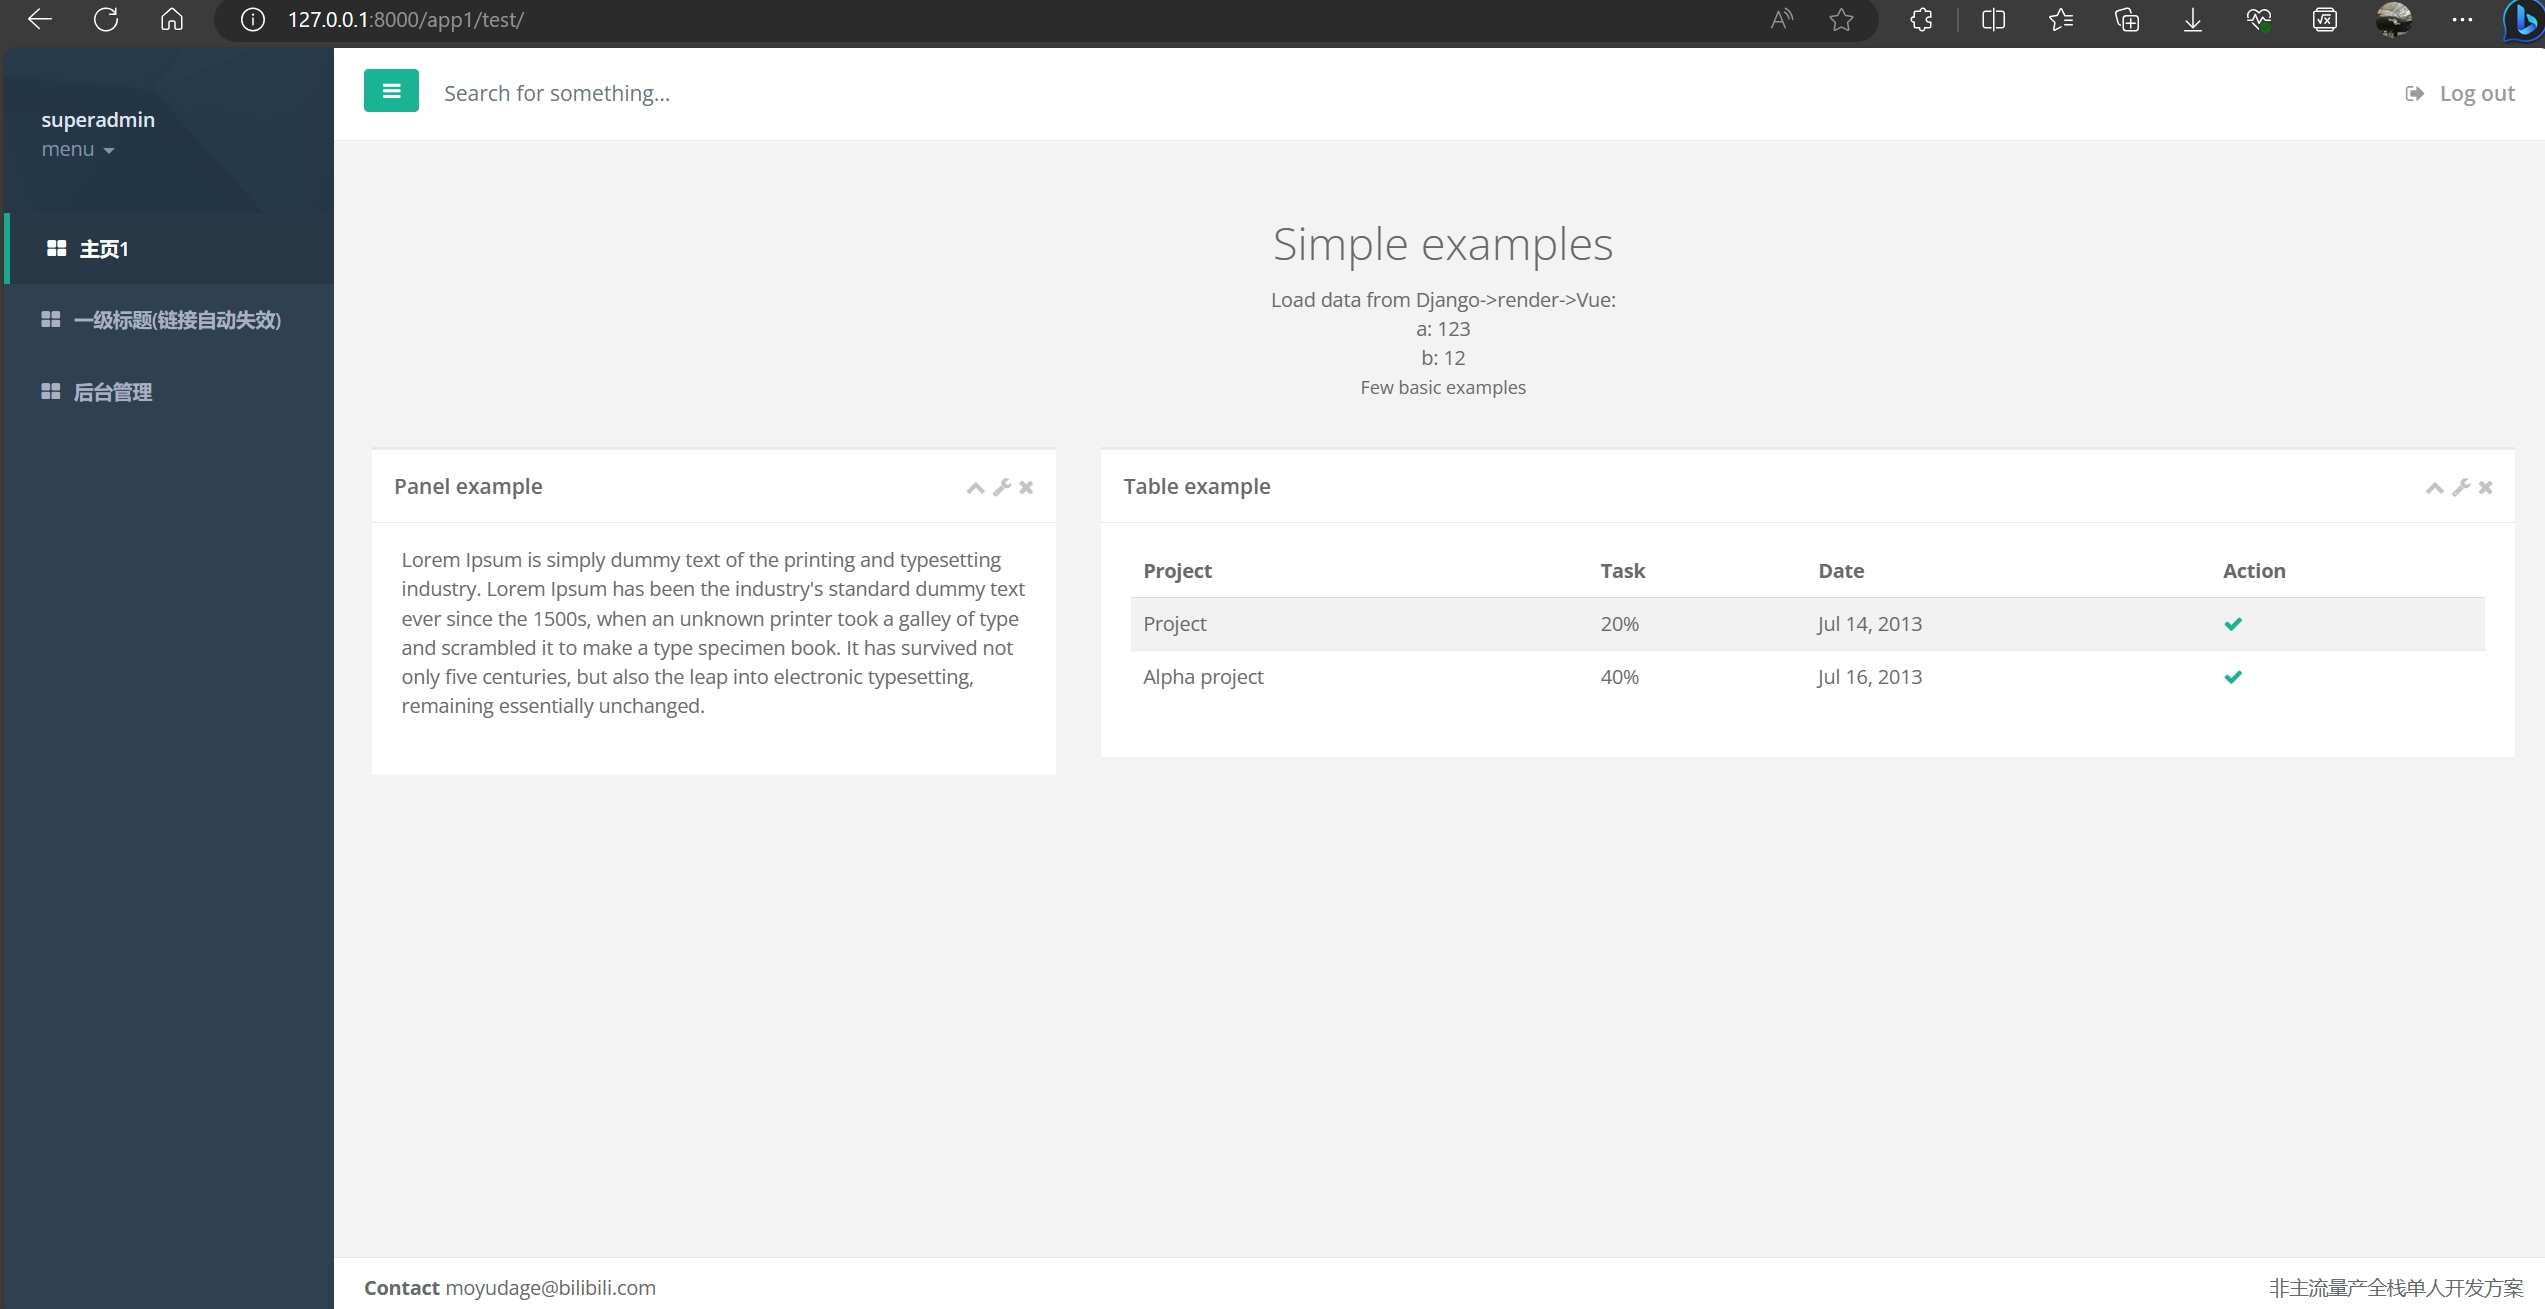 127.0.0.1:8000/app1/test/
superadmin
menu
主页1
一级标题(链接自动失效)
后台管理
Search for something...
Log out
Simple examples
Load data from Django->render->Vue:
a: 123
b: 12
Few basic examples
Panel example
Lorem Ipsum is simply dummy text of the printing and typesetting
industry. Lorem Ipsum has been the industry's standard dummy text
ever since the 1500s, when an unknown printer took a galley of type
and scrambled it to make a type specimen book. It has survived not
only five centuries, but also the leap into electronic typesetting,
remaining essentially unchanged.
Table example
Project Task Date Action
Project 20% Jul 14, 2013
Alpha project 40% Jul 16, 2013
Contact moyudage@bilibili.com
非主流量产全栈单人开发方案